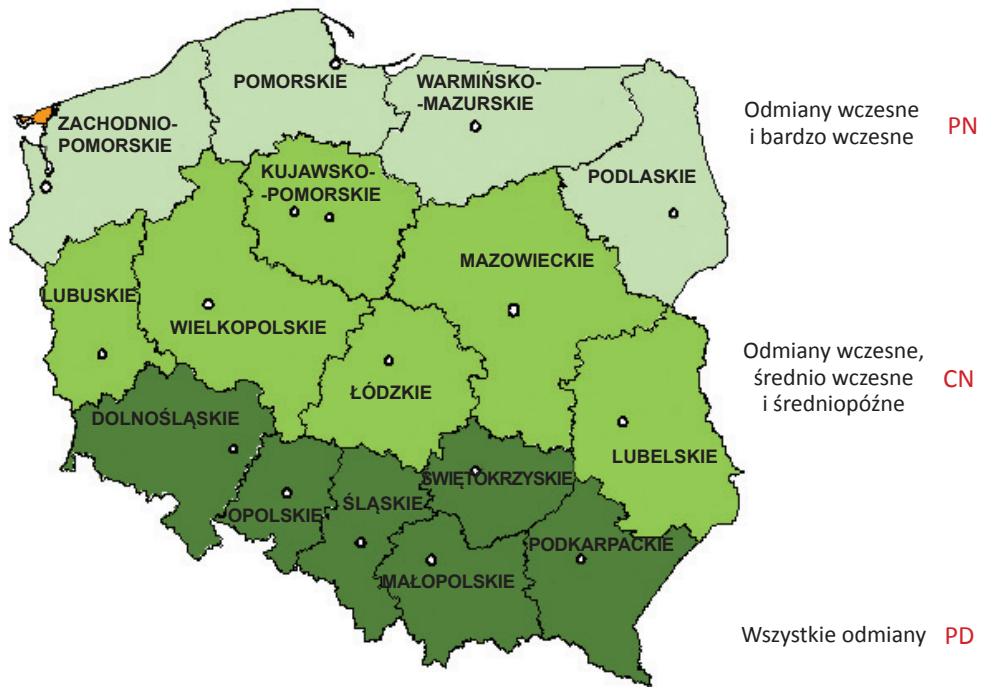 POMORSKIE
WARMIŃSKO-
-MAZURSKIE
ZACHODNIO-
POMORSKIE
KUJAWSKO-
-POMORSKIE
PODLASKIE
MAZOWIECKIE
LUBUSKIE
WIELKOPOLSKIE
ŁÓDZKIE
DOLNOŚLĄSKIE
LUBELSKIE
OPOLSKIE
ŚLĄSKIE
ŚWIĘTOKRZYSKIE
PODKARPACKIE
MAŁOPOLSKIE
Odmiany wczesne
i bardzo wczesne
PN
Odmiany wczesne,
średnio wczesne
i średniopóźne
CN
Wszystkie odmiany
PD